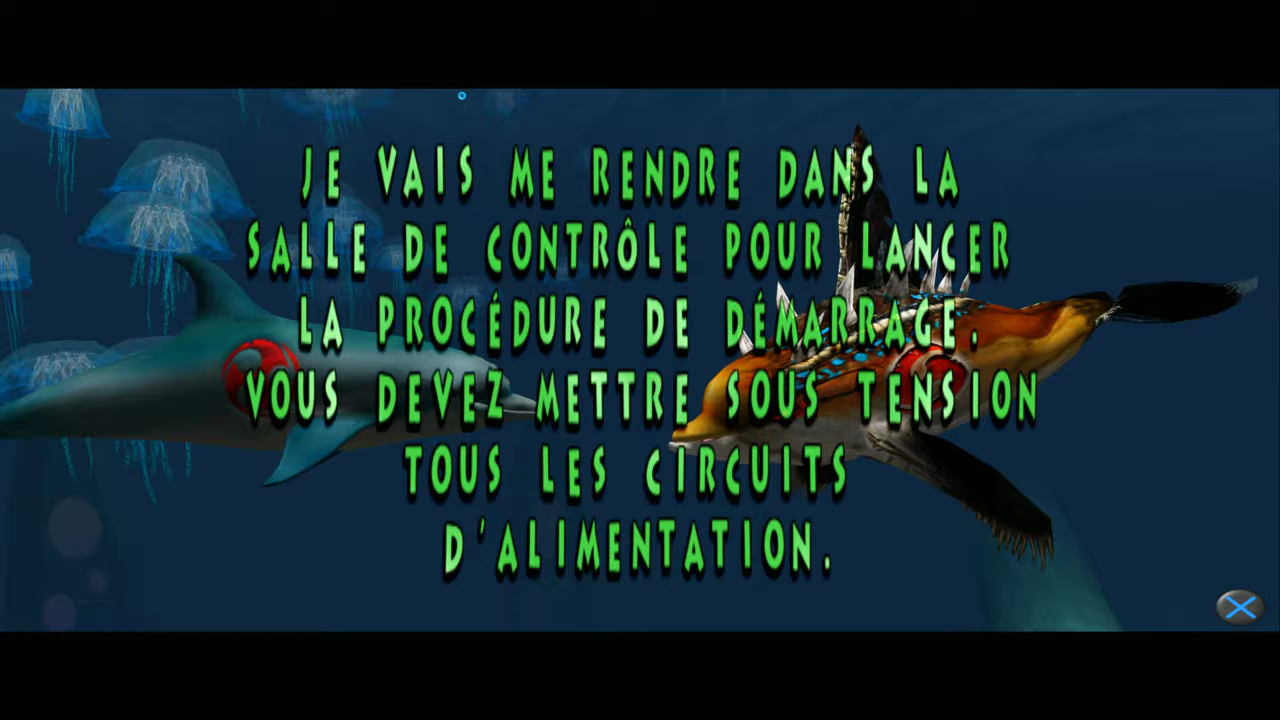 JE VAIS ME RENDRE DANS LA
SALLE DE CONTRÔLE POUR LANCER
LA PROCÉDURE DE DÉMARRAGE.
VOUS DEVEZ METTRE SOUS TENSION
TOUS LES CIRCUITS
D'ALIMENTATION.